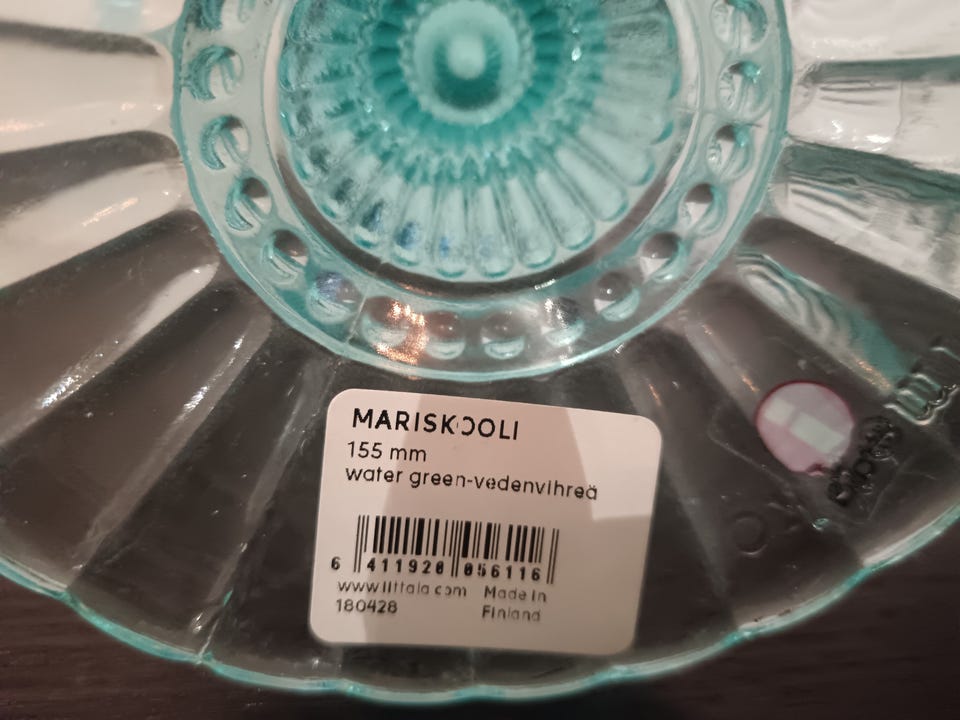 MARISKOOLI
155 mm
water green-vedenvihreä
6 411920 056116
www.iittala.com Made in
180428 Finland
m